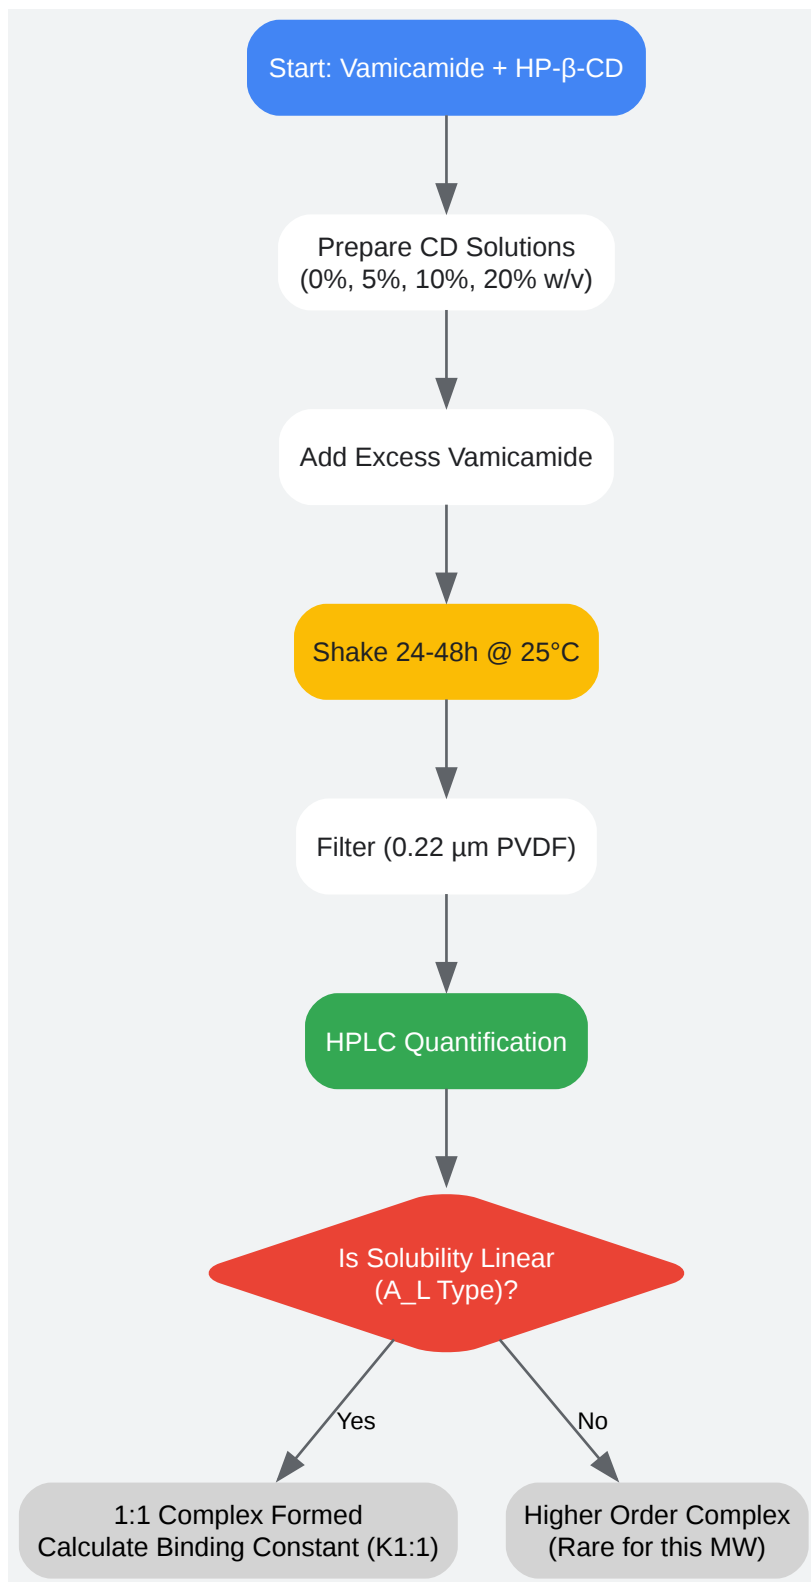 Start: Vamicamide + HP-β-CD
Prepare CD Solutions
(0%, 5%, 10%, 20% w/v)
Add Excess Vamicamide
Shake 24-48h @ 25°C
Filter (0.22 µm PVDF)
HPLC Quantification
Is Solubility Linear
(A_L Type)?
Yes
No
1:1 Complex Formed
Calculate Binding Constant (K1:1)
Higher Order Complex
(Rare for this MW)